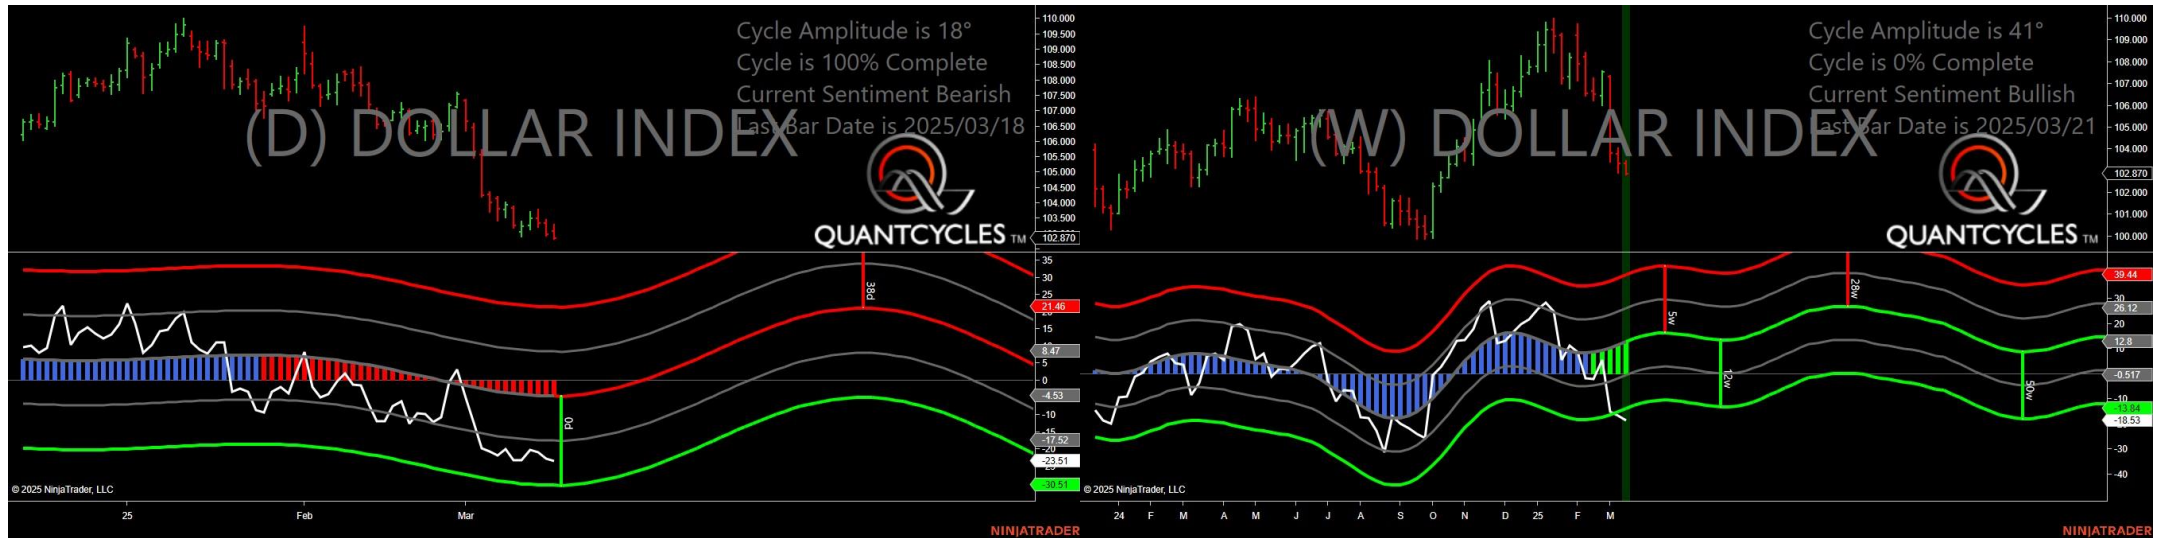 Cycle Amplitude is 18°
Cycle is 100% Complete
Current Sentiment Bearish
Last Bar Date is 2025/03/18
(D) DOLLAR INDEX
QUANTCYCLES TM
110.000
109.500
109.000
108.500
108.000
107.500
107.000
106.500
106.000
105.500
105.000
104.500
104.000
103.500
102.870
35
30
25
21.46
15
10
8.47
5
0
-4.53
-10
-17.52
-20
-23.51
-30.51
38d
0d
© 2025 NinjaTrader, LLC
25 Feb Mar
NINJATRADER
Cycle Amplitude is 41°
Cycle is 0% Complete
Current Sentiment Bullish
Last Bar Date is 2025/03/21
(W) DOLLAR INDEX
QUANTCYCLES TM
110.000
109.000
108.000
107.000
106.000
105.000
104.000
102.870
102.000
101.000
100.000
39.44
30
26.12
20
12.8
-0.517
-10
-13.84
-18.53
-30
-40
5w
12w
28w
50w
© 2025 NinjaTrader, LLC
24 F M A M J J A S O N D 25 F M
NINJATRADER